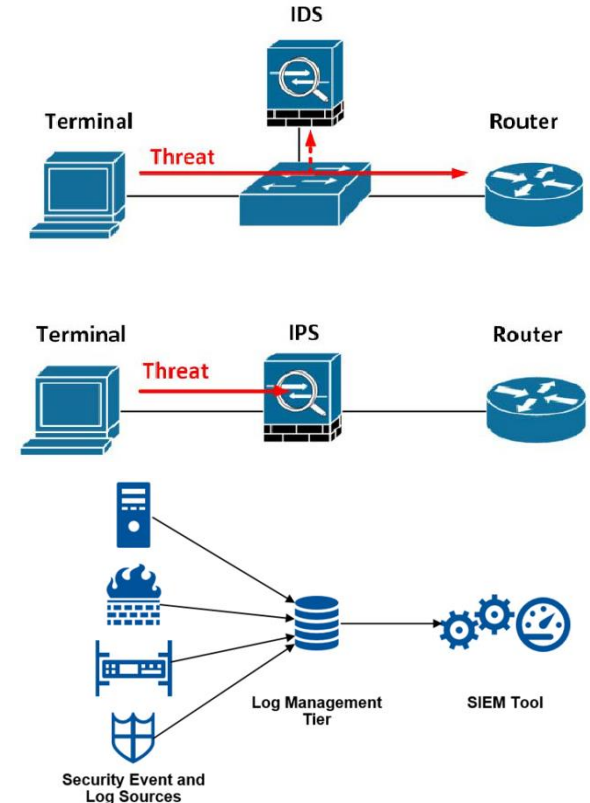 IDS
Terminal
Router
Threat
Terminal
IPS
Router
Threat
Log Management
Tier
SIEM Tool
Security Event and
Log Sources